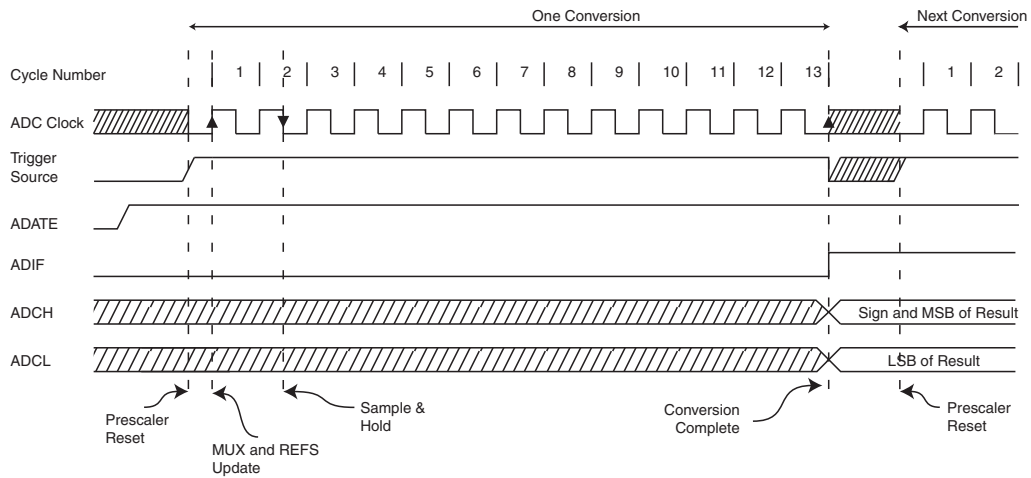 One Conversion
Next Conversion
Cycle Number
1 2 3 4 5 6 7 8 9 10 11 12 13 1 2
ADC Clock
Trigger
Source
ADATE
ADIF
ADCH
Sign and MSB of Result
ADCL
LSB of Result
Prescaler
Reset
MUX and REFS
Update
Sample &
Hold
Conversion
Complete
Prescaler
Reset